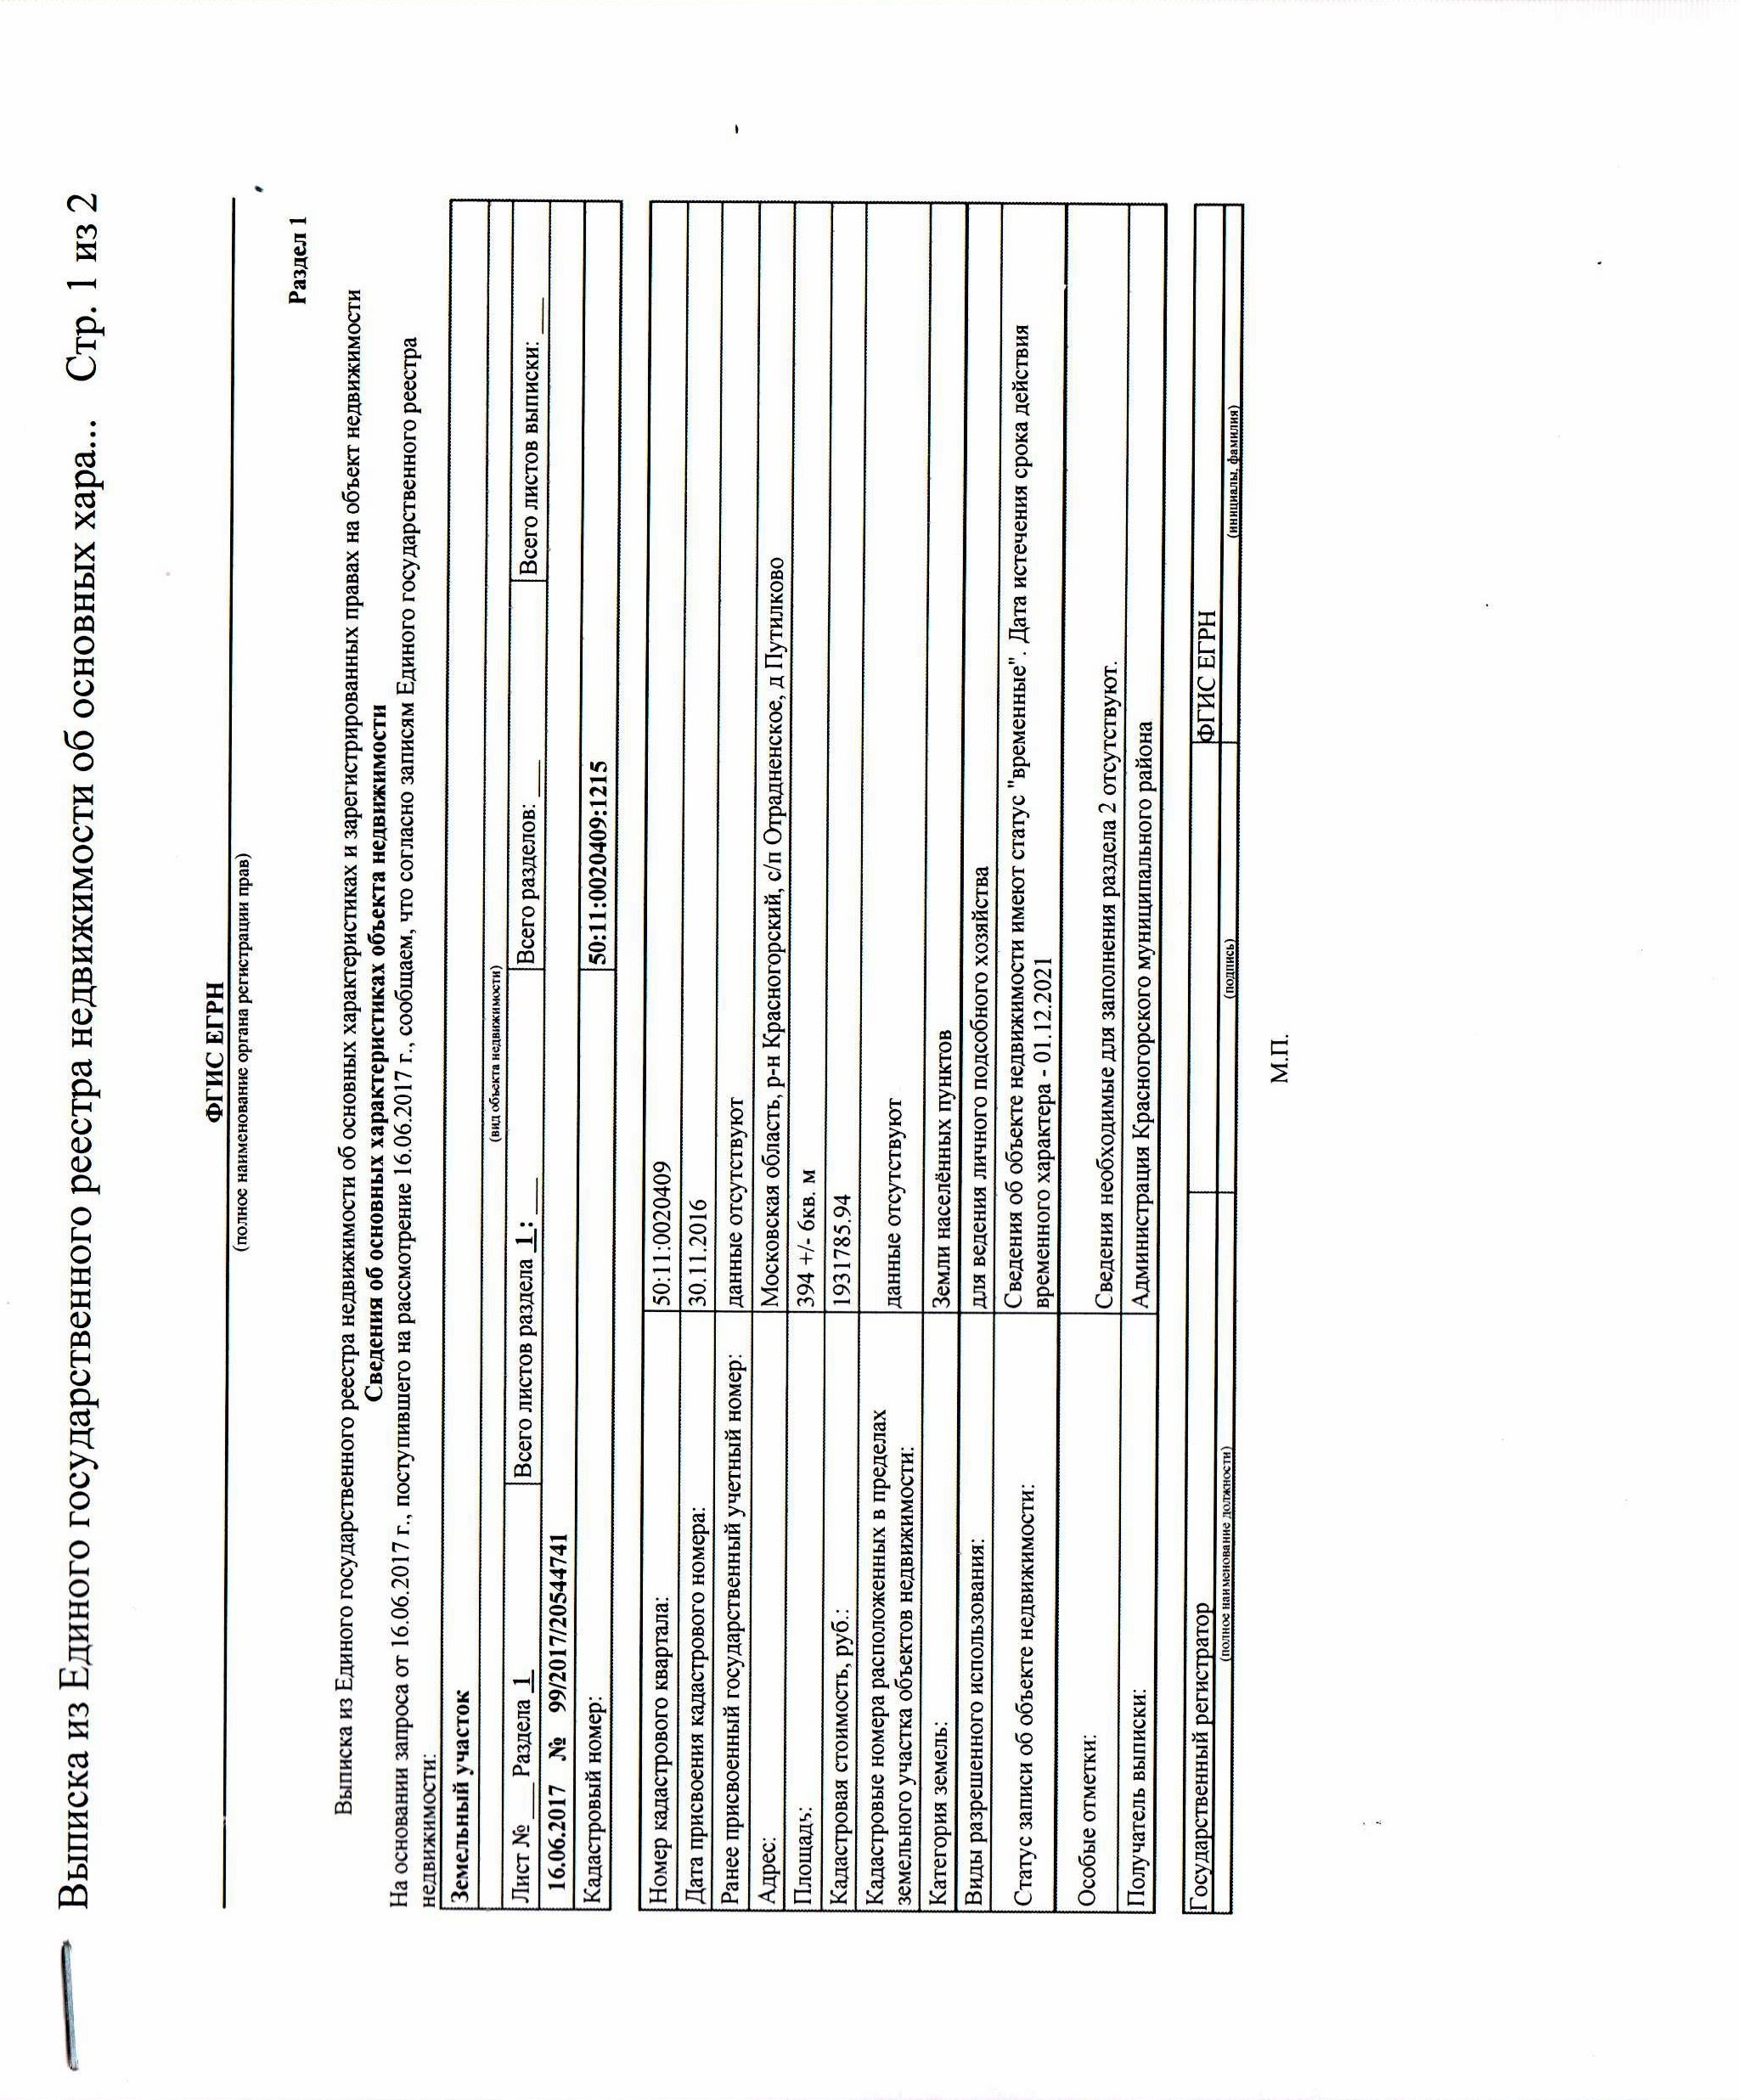 Выписка из Единого государственного реестра недвижимости об основных хара... Стр. 1 из 2
ФГИС ЕГРН
(полное наименование органа регистрации прав)
Раздел 1
Выписка из Единого государственного реестра недвижимости об основных характеристиках и зарегистрированных правах на объект недвижимости
Сведения об основных характеристиках объекта недвижимости
На основании запроса от 16.06.2017 г., поступившего на рассмотрение 16.06.2017 г., сообщаем, что согласно записям Единого государственного реестра
недвижимости:
Земельный участок
(вид объекта недвижимости)
Лист № ___ Раздела 1 Всего листов раздела 1 : ___ Всего разделов: ___ Всего листов выписки: ___
16.06.2017 № 99/2017/20544741
Кадастровый номер: 50:11:0020409:1215
Номер кадастрового квартала: 50:11:0020409
Дата присвоения кадастрового номера: 30.11.2016
Ранее присвоенный государственный учетный номер: данные отсутствуют
Адрес: Московская область, р-н Красногорский, с/п Отрадненское, д Путилково
Площадь: 394 +/- 6кв. м
Кадастровая стоимость, руб.: 1931785.94
Кадастровые номера расположенных в пределах
земельного участка объектов недвижимости: данные отсутствуют
Категория земель: Земли населённых пунктов
Виды разрешенного использования: для ведения личного подсобного хозяйства
Статус записи об объекте недвижимости: Сведения об объекте недвижимости имеют статус "временные". Дата истечения срока действия
временного характера - 01.12.2021
Особые отметки: Сведения необходимые для заполнения раздела 2 отсутствуют.
Получатель выписки: Администрация Красногорского муниципального района
Государственный регистратор ФГИС ЕГРН
(полное наименование должности) (подпись) (инициалы, фамилия)
М.П.